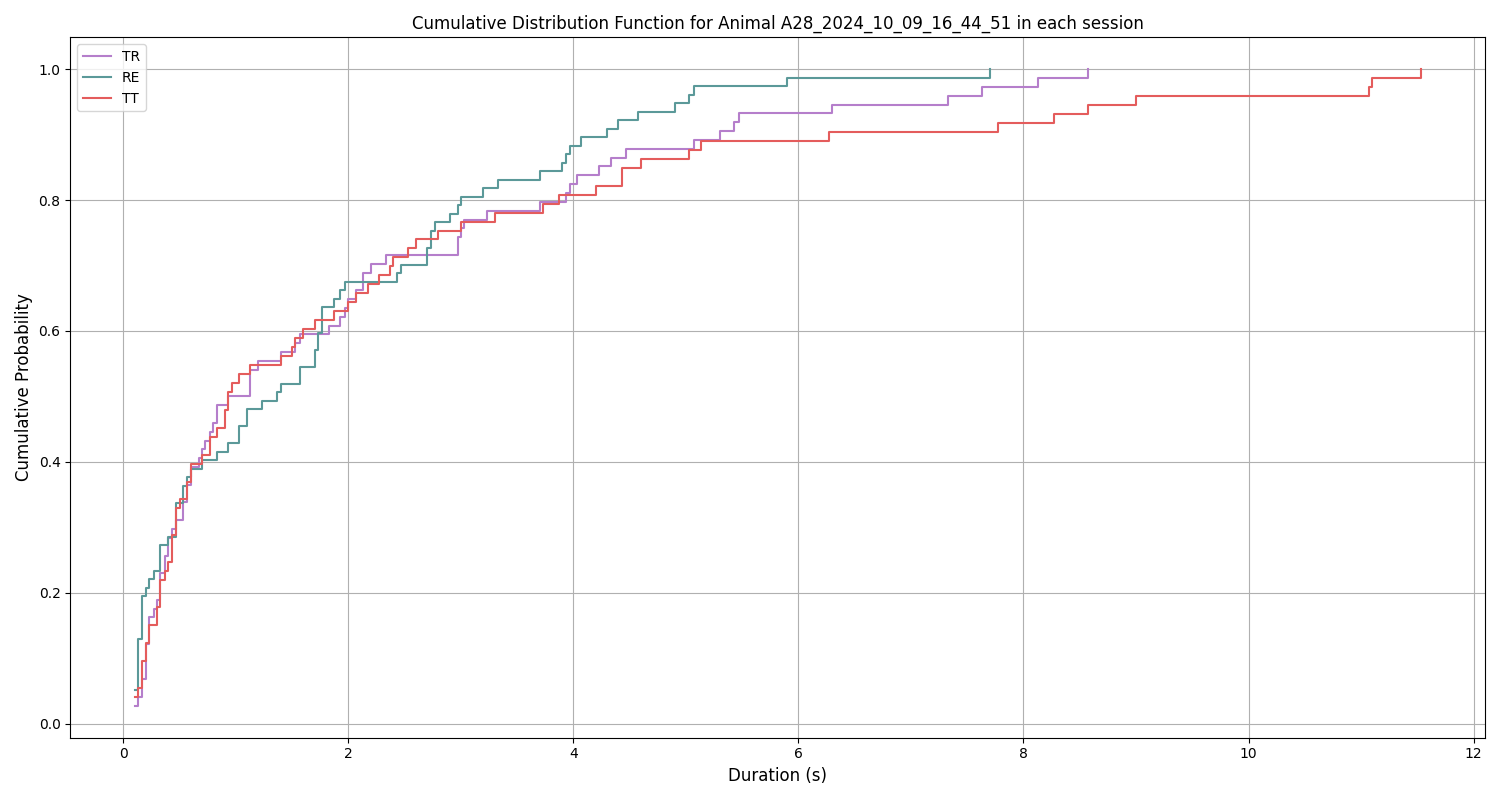 Cumulative Distribution Function for Animal A28_2024_10_09_16_44_51 in each session
TR
RE
TT
1.0
0.8
0.6
0.4
0.2
0.0
Cumulative Probability
0 2 4 6 8 10 12
Duration (s)